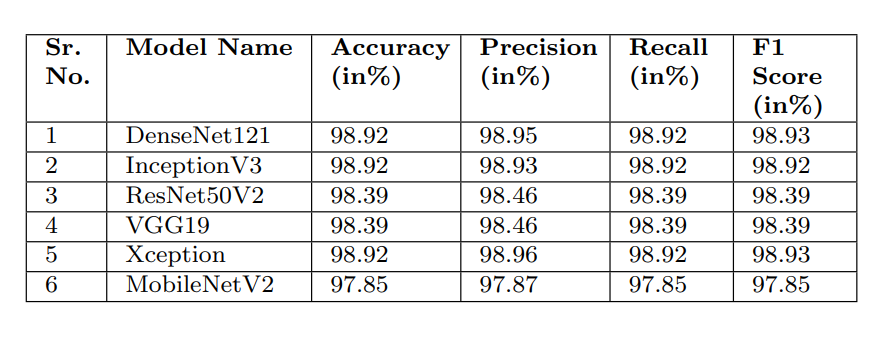 Sr. No. Model Name Accuracy (in%) Precision (in%) Recall (in%) F1 Score (in%)
1 DenseNet121 98.92 98.95 98.92 98.93
2 InceptionV3 98.92 98.93 98.92 98.92
3 ResNet50V2 98.39 98.46 98.39 98.39
4 VGG19 98.39 98.46 98.39 98.39
5 Xception 98.92 98.96 98.92 98.93
6 MobileNetV2 97.85 97.87 97.85 97.85